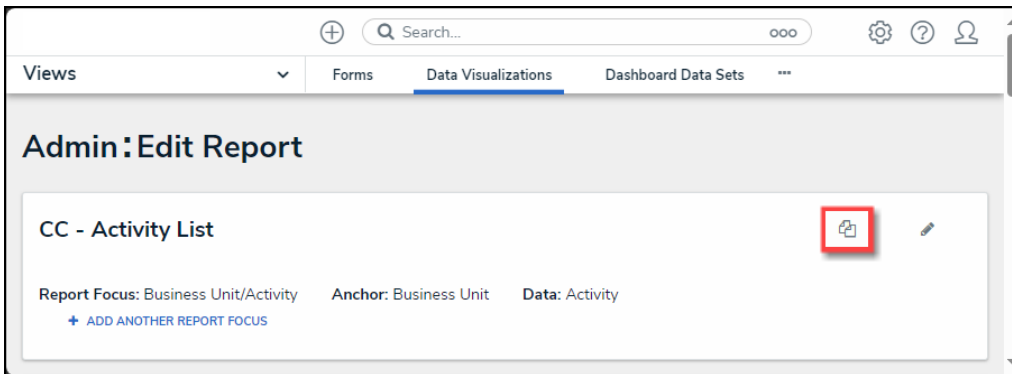 Search... ooo
Views Forms Data Visualizations Dashboard Data Sets
Admin:Edit Report
CC - Activity List
Report Focus: Business Unit/Activity Anchor: Business Unit Data: Activity
+ ADD ANOTHER REPORT FOCUS